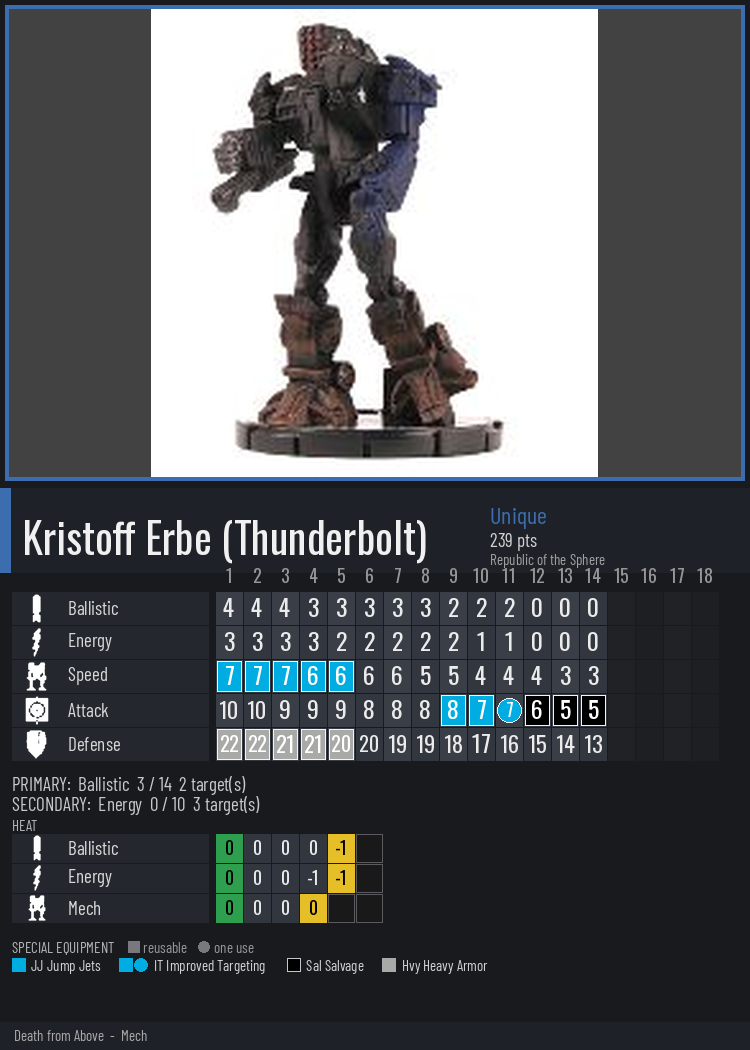 Kristoff Erbe (Thunderbolt)
Unique
239 pts
Republic of the Sphere
1 2 3 4 5 6 7 8 9 10 11 12 13 14 15 16 17 18
Ballistic 4 4 4 3 3 3 3 3 2 2 2 0 0 0
Energy 3 3 3 3 2 2 2 2 2 1 1 0 0 0
Speed 7 7 7 6 6 6 6 5 5 4 4 4 3 3
Attack 10 10 9 9 9 8 8 8 8 7 7 6 5 5
Defense 22 22 21 21 20 20 19 19 18 17 16 15 14 13
PRIMARY: Ballistic 3 / 14 2 target(s)
SECONDARY: Energy 0 / 10 3 target(s)
HEAT
Ballistic 0 0 0 0 -1
Energy 0 0 0 -1 -1
Mech 0 0 0 0
SPECIAL EQUIPMENT reusable one use
JJ Jump Jets IT Improved Targeting Sal Salvage Hvy Heavy Armor
Death from Above - Mech